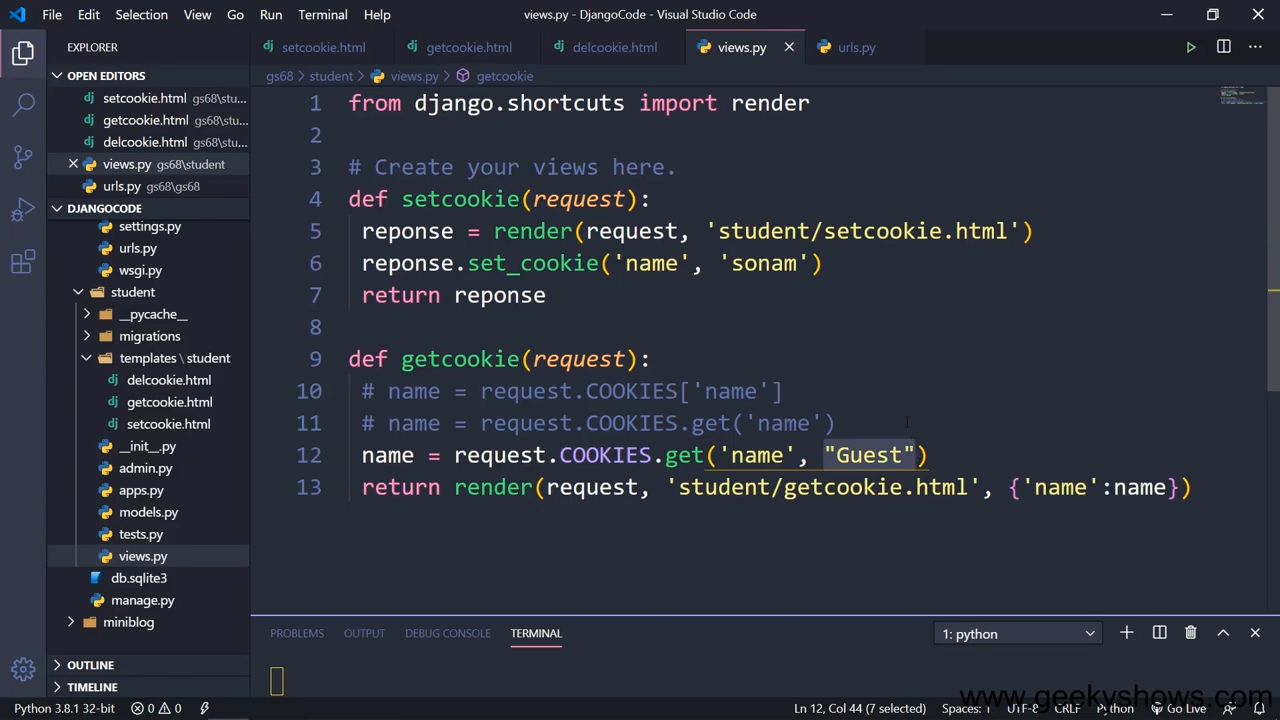 File Edit Selection View Go Run Terminal Help
views.py - DjangoCode - Visual Studio Code
EXPLORER
setcookie.html
getcookie.html
delcookie.html
views.py
urls.py
OPEN EDITORS
setcookie.html gs68\stu...
getcookie.html gs68\stu...
delcookie.html gs68\stu...
views.py gs68\student
urls.py gs68\gs68
DJANGOCODE
settings.py
urls.py
wsgi.py
student
__pycache__
migrations
templates \ student
delcookie.html
getcookie.html
setcookie.html
__init__.py
admin.py
apps.py
models.py
tests.py
views.py
db.sqlite3
manage.py
miniblog
OUTLINE
TIMELINE
gs68 > student > views.py > getcookie
1 from django.shortcuts import render
2
3 # Create your views here.
4 def setcookie(request):
5 reponse = render(request, 'student/setcookie.html')
6 reponse.set_cookie('name', 'sonam')
7 return reponse
8
9 def getcookie(request):
10 # name = request.COOKIES['name']
11 # name = request.COOKIES.get('name')
12 name = request.COOKIES.get('name', "Guest")
13 return render(request, 'student/getcookie.html', {'name':name})
PROBLEMS OUTPUT DEBUG CONSOLE TERMINAL
1: python
www.geekyshows.com
Python 3.8.1 32-bit 0 0
Ln 12, Col 44 (7 selected) Spaces: UTF-8 CRLF Python Go Live